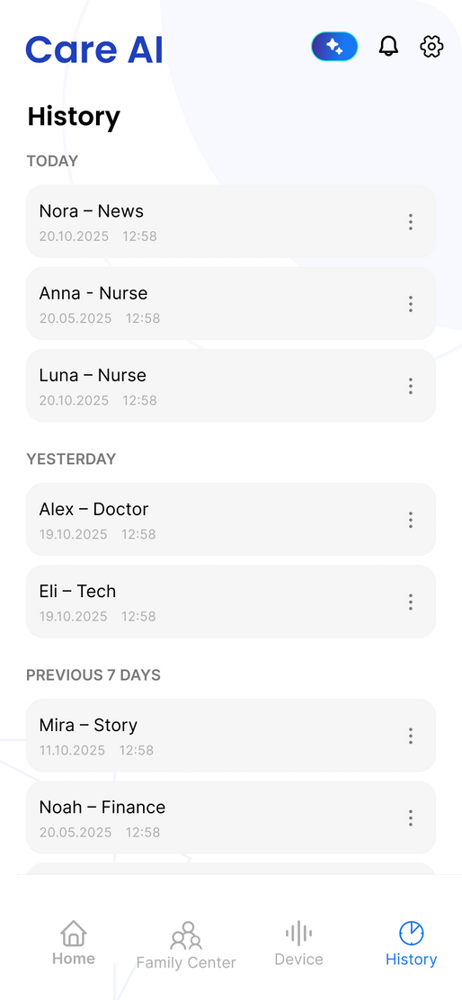 Care AI
History
TODAY
Nora – News
20.10.2025 12:58
Anna - Nurse
20.05.2025 12:58
Luna – Nurse
20.10.2025 12:58
YESTERDAY
Alex – Doctor
19.10.2025 12:58
Eli – Tech
19.10.2025 12:58
PREVIOUS 7 DAYS
Mira – Story
11.10.2025 12:58
Noah – Finance
20.05.2025 12:58
Home
Family Center
Device
History